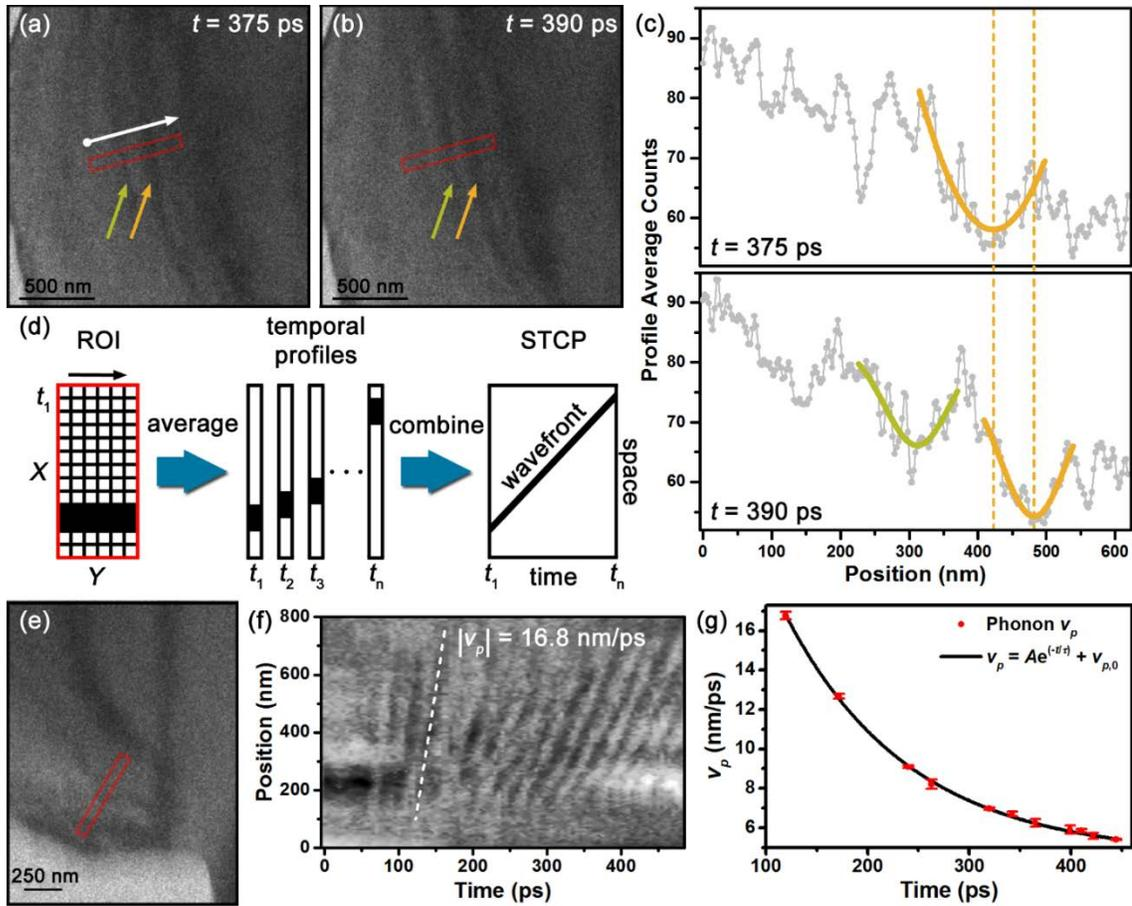 (a) t = 375 ps
500 nm
(b) t = 390 ps
500 nm
(c)
Profile Average Counts
90
80
70
60
t = 375 ps
90
80
70
60
t = 390 ps
0 100 200 300 400 500 600
Position (nm)
(d)
ROI
temporal
profiles
STCP
t1
X
Y
average
t1 t2 t3 tn
· · ·
combine
wavefront
space
t1 time tn
(e)
250 nm
(f)
|vp| = 16.8 nm/ps
Position (nm)
800
600
400
200
0
0 100 200 300 400
Time (ps)
(g)
Phonon vp
vp = Ae(-t/τ) + vp,0
vp (nm/ps)
16
14
12
10
8
6
100 200 300 400
Time (ps)